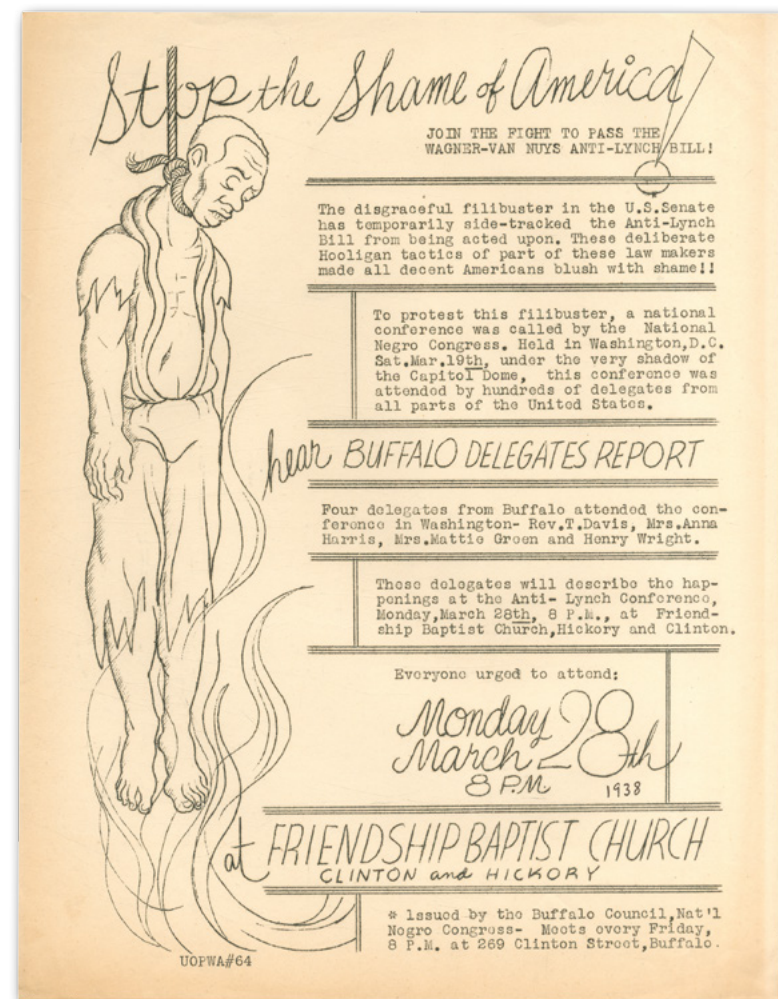 Stop the Shame of America!
JOIN THE FIGHT TO PASS THE
WAGNER-VAN NUYS ANTI-LYNCH BILL!
The disgraceful filibuster in the U.S.Senate
has temporarily side-tracked the Anti-Lynch
Bill from being acted upon. These deliberate
Hooligan tactics of part of these law makers
made all decent Americans blush with shame!!
To protest this filibuster, a national
conference was called by the National
Negro Congress. Held in Washington,D.C.
Sat.Mar.19th, under the very shadow of
the Capitol Dome, this conference was
attended by hundreds of delegates from
all parts of the United States.
hear BUFFALO DELEGATES REPORT
Four delegates from Buffalo attended the con-
ference in Washington- Rev.T.Davis, Mrs.Anna
Harris, Mrs.Mattie Green and Henry Wright.
These delegates will describe the hap-
penings at the Anti- Lynch Conference,
Monday,March 28th, 8 P.M., at Friend-
ship Baptist Church,Hickory and Clinton.
Everyone urged to attend:
Monday
March 28th
8 P.M
1938
at FRIENDSHIP BAPTIST CHURCH
CLINTON and HICKORY
* Issued by the Buffalo Council,Nat'l
Negro Congress- Meets every Friday,
8 P.M. at 269 Clinton Street,Buffalo.
UOPWA#64